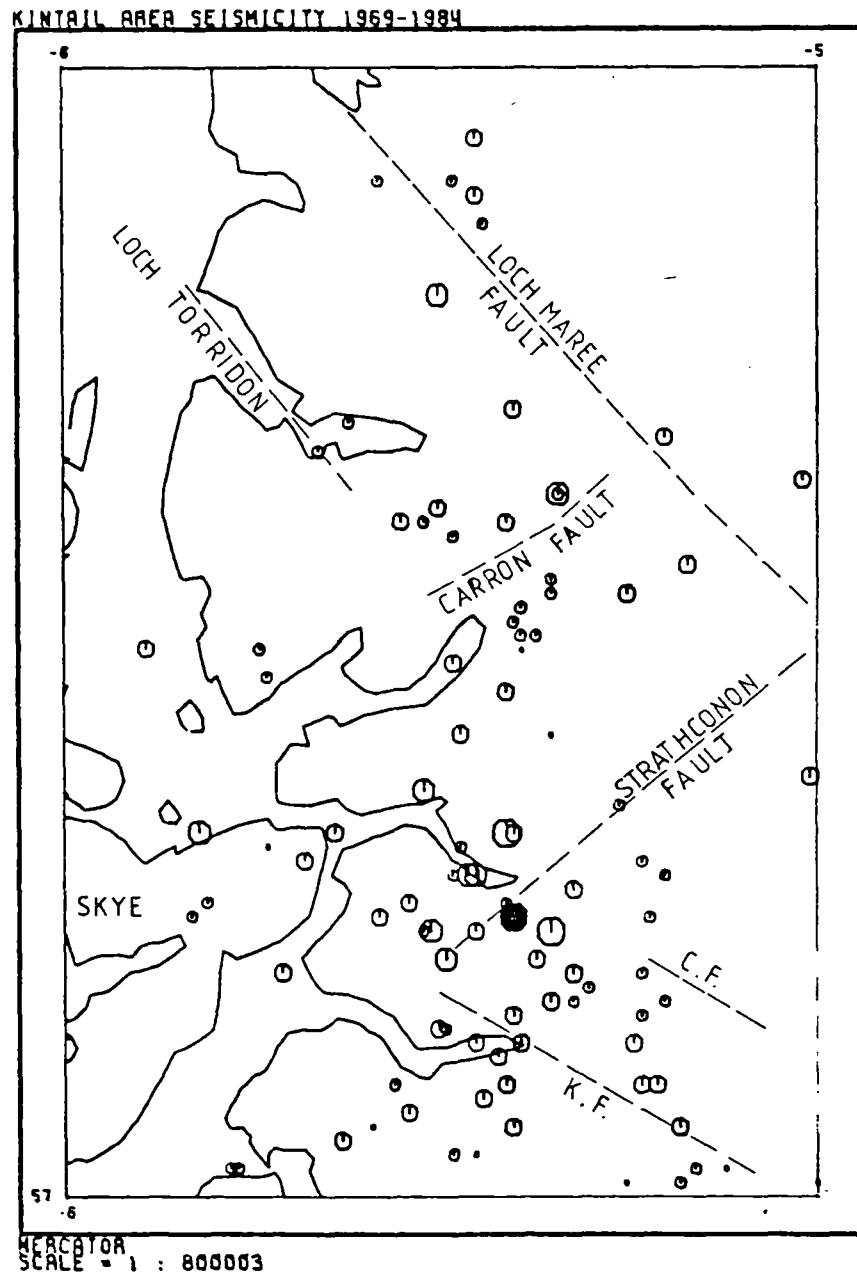 KINTAIL AREA SEISMICITY 1969-1984
-6
-5
LOCH MAREE
FAULT
LOCH
TORRIDON
CARRON FAULT
STRATHCONON
FAULT
SKYE
C.F.
K.F.
57
-6
MERCATOR
SCALE = 1 : 800003